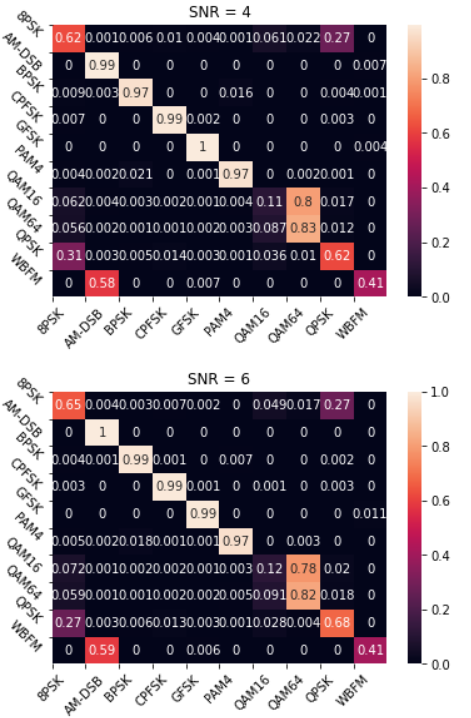 SNR = 4
8PSK 0.62 0.001 0.006 0.01 0.004 0.001 0.061 0.022 0.27 0
AM-DSB 0 0.99 0 0 0 0 0 0 0 0.007
BPSK 0.009 0.003 0.97 0 0 0.016 0 0 0.004 0.001
CPFSK 0.007 0 0 0.99 0.002 0 0 0 0.003 0
GFSK 0 0 0 0 1 0 0 0 0 0.004
PAM4 0.004 0.002 0.021 0 0.001 0.97 0 0.002 0.001 0
QAM16 0.062 0.004 0.003 0.002 0.001 0.004 0.11 0.8 0.017 0
QAM64 0.056 0.002 0.001 0.001 0.002 0.003 0.087 0.83 0.012 0
QPSK 0.31 0.003 0.005 0.014 0.003 0.001 0.036 0.01 0.62 0
WBFM 0 0.58 0 0 0.007 0 0 0 0 0.41
8PSK AM-DSB BPSK CPFSK GFSK PAM4 QAM16 QAM64 QPSK WBFM
0.8
0.6
0.4
0.2
0.0
SNR = 6
8PSK 0.65 0.004 0.003 0.007 0.002 0 0.049 0.017 0.27 0
AM-DSB 0 1 0 0 0 0 0 0 0 0
BPSK 0.004 0.001 0.99 0.001 0 0.007 0 0 0.002 0
CPFSK 0.003 0 0 0.99 0.001 0 0.001 0 0.003 0
GFSK 0 0 0 0 0.99 0 0 0 0 0.011
PAM4 0.005 0.002 0.018 0.001 0.001 0.97 0 0.003 0 0
QAM16 0.072 0.001 0.002 0.002 0.001 0.003 0.12 0.78 0.02 0
QAM64 0.059 0.001 0.001 0.002 0.002 0.005 0.091 0.82 0.018 0
QPSK 0.27 0.003 0.006 0.013 0.003 0.001 0.028 0.004 0.68 0
WBFM 0 0.59 0 0 0.006 0 0 0 0 0.41
8PSK AM-DSB BPSK CPFSK GFSK PAM4 QAM16 QAM64 QPSK WBFM
1.0
0.8
0.6
0.4
0.2
0.0